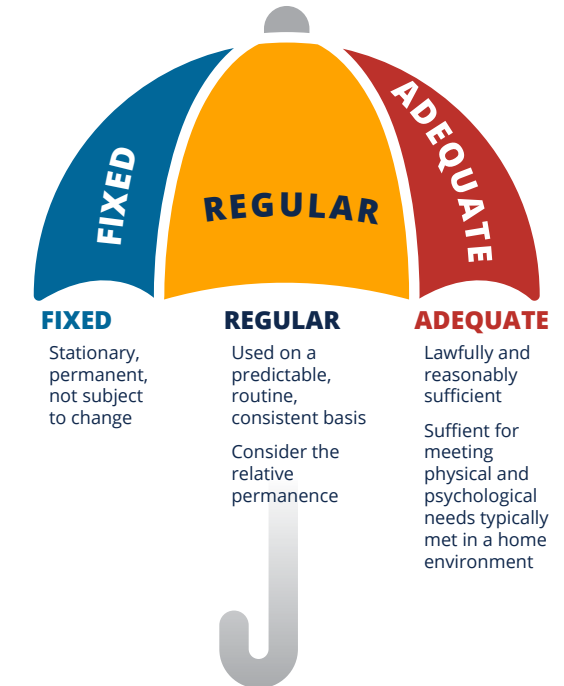 FIXED
REGULAR
ADEQUATE
FIXED
Stationary,
permanent,
not subject
to change
REGULAR
Used on a
predictable,
routine,
consistent basis
Consider the
relative
permanence
ADEQUATE
Lawfully and
reasonably
sufficient
Suffient for
meeting
physical and
psychological
needs typically
met in a home
environment